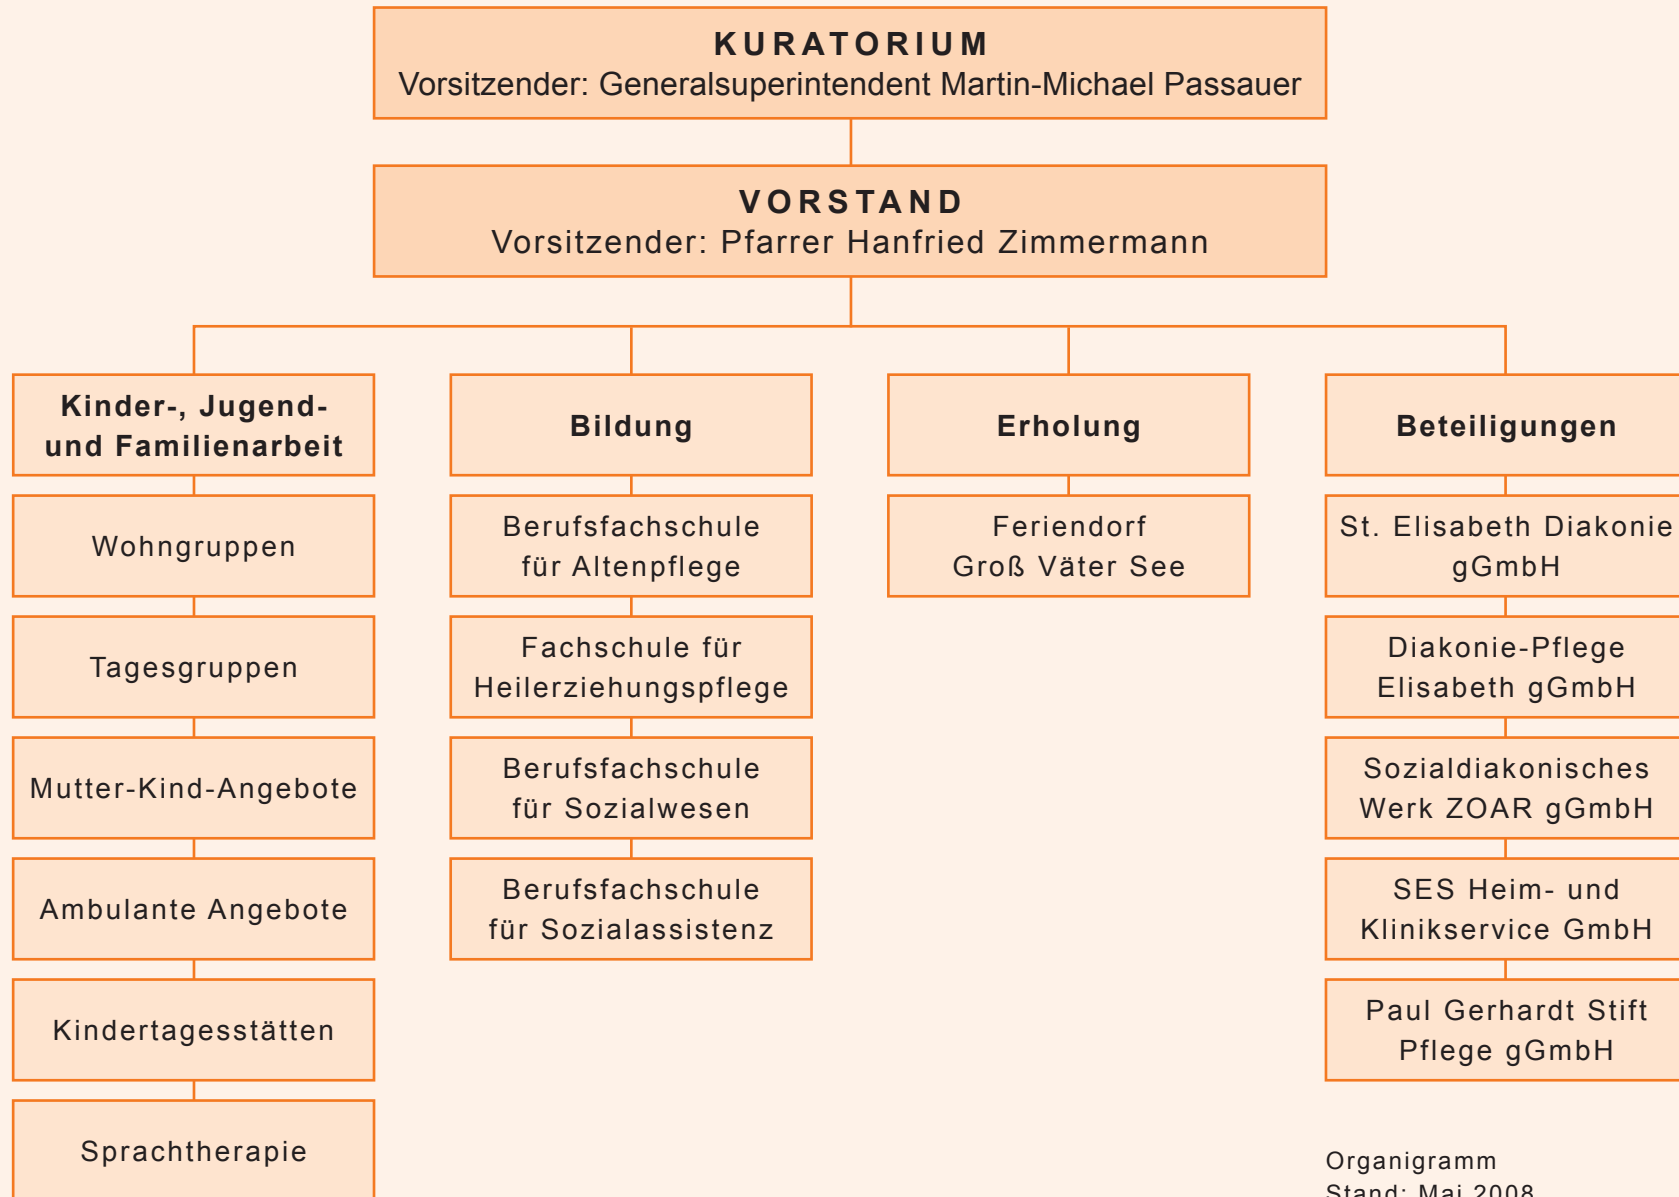 KURATORIUM
Vorsitzender: Generalsuperintendent Martin-Michael Passauer
VORSTAND
Vorsitzender: Pfarrer Hanfried Zimmermann
Kinder-, Jugend-
und Familienarbeit
Wohngruppen
Tagesgruppen
Mutter-Kind-Angebote
Ambulante Angebote
Kindertagesstätten
Sprachtherapie
Bildung
Berufsfachschule
für Altenpflege
Fachschule für
Heilerziehungspflege
Berufsfachschule
für Sozialwesen
Berufsfachschule
für Sozialassistenz
Erholung
Feriendorf
Groß Väter See
Beteiligungen
St. Elisabeth Diakonie
gGmbH
Diakonie-Pflege
Elisabeth gGmbH
Sozialdiakonisches
Werk ZOAR gGmbH
SES Heim- und
Klinikservice GmbH
Paul Gerhardt Stift
Pflege gGmbH
Organigramm
Stand: Mai 2008